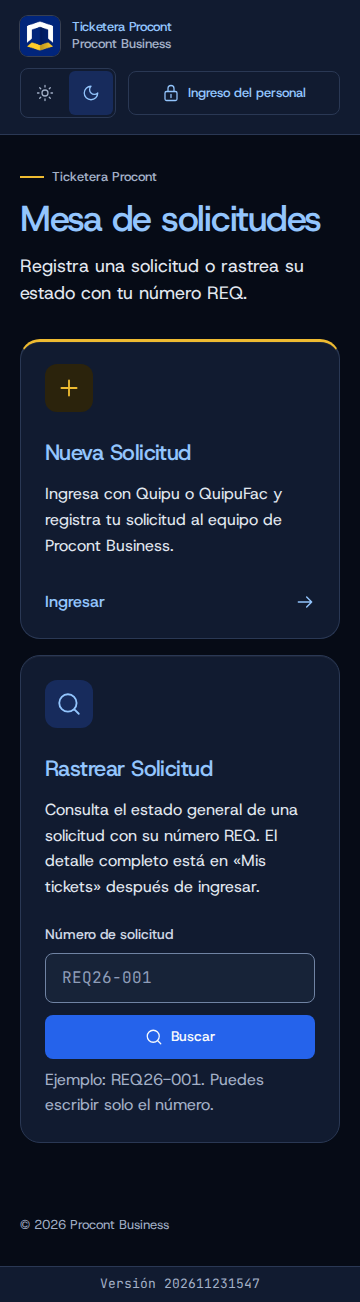 Ticketera Procont
Procont Business
Ingreso del personal
Ticketera Procont
Mesa de solicitudes
Registra una solicitud o rastrea su
estado con tu número REQ.
Nueva Solicitud
Ingresa con Quipu o QuipuFac y
registra tu solicitud al equipo de
Procont Business.
Ingresar
Rastrear Solicitud
Consulta el estado general de una
solicitud con su número REQ. El
detalle completo está en «Mis
tickets» después de ingresar.
Número de solicitud
REQ26-001
Buscar
Ejemplo: REQ26-001. Puedes
escribir solo el número.
© 2026 Procont Business
Versión 202611231547